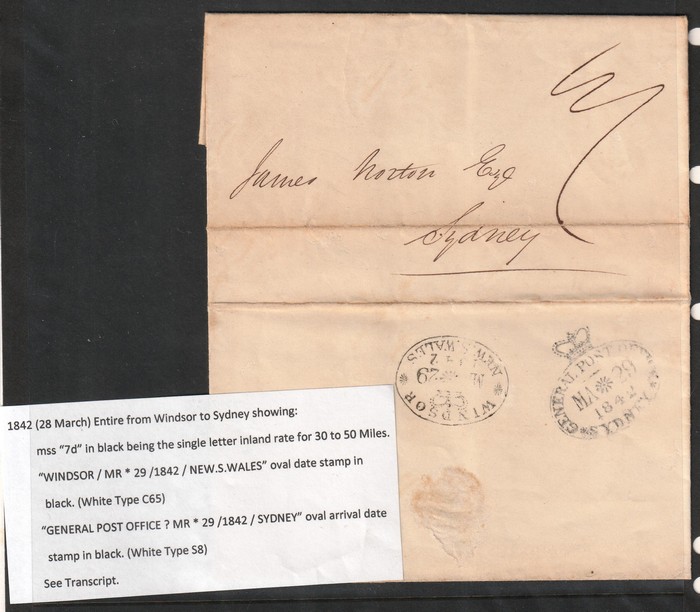 James Norton Esq
Sydney
WINDSOR
29
NEW.S.WALES
GENERAL POST OFFICE
MR * 29
1842
* SYDNEY *
1842 (28 March) Entire from Windsor to Sydney showing:
mss “7d” in black being the single letter inland rate for 30 to 50 Miles.
“WINDSOR / MR * 29 /1842 / NEW.S.WALES” oval date stamp in
black. (White Type C65)
“GENERAL POST OFFICE ? MR * 29 /1842 / SYDNEY” oval arrival date
stamp in black. (White Type S8)
See Transcript.